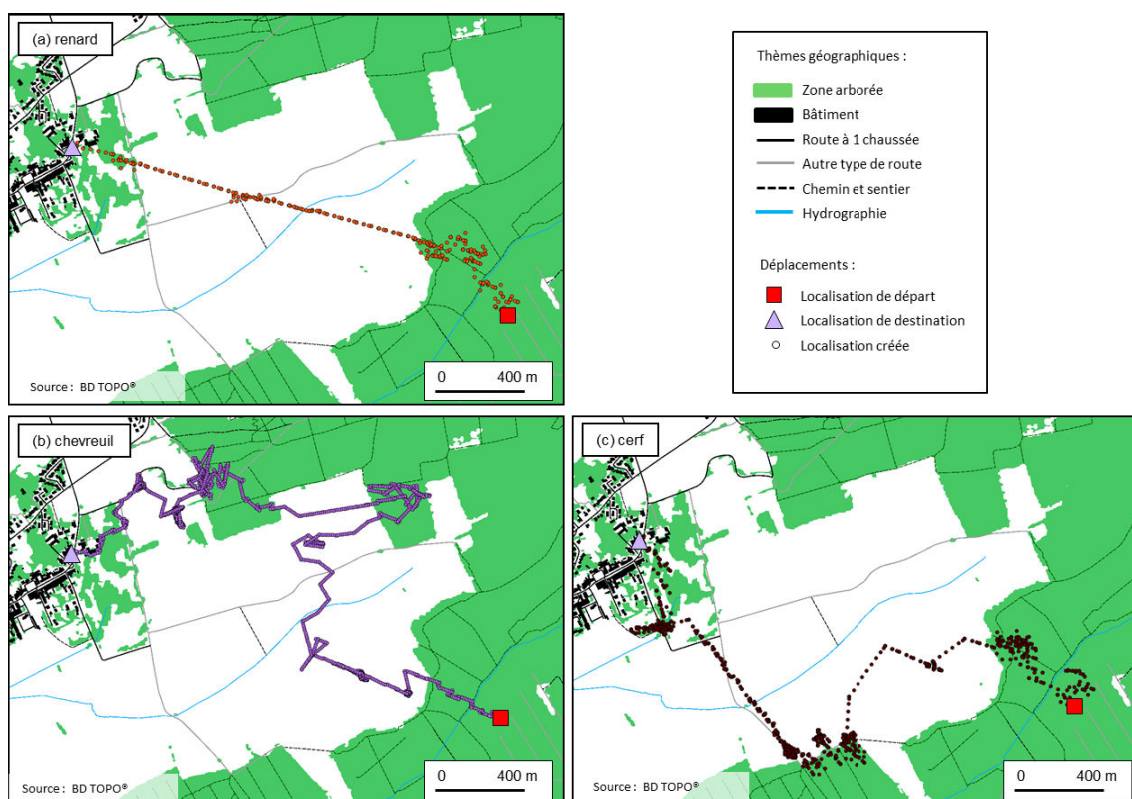 (a) renard
Source : BD TOPO®
0 400 m
Thèmes géographiques :
Zone arborée
Bâtiment
Route à 1 chaussée
Autre type de route
Chemin et sentier
Hydrographie
Déplacements :
Localisation de départ
Localisation de destination
Localisation créée
(b) chevreuil
Source : BD TOPO®
0 400 m
(c) cerf
Source : BD TOPO®
0 400 m